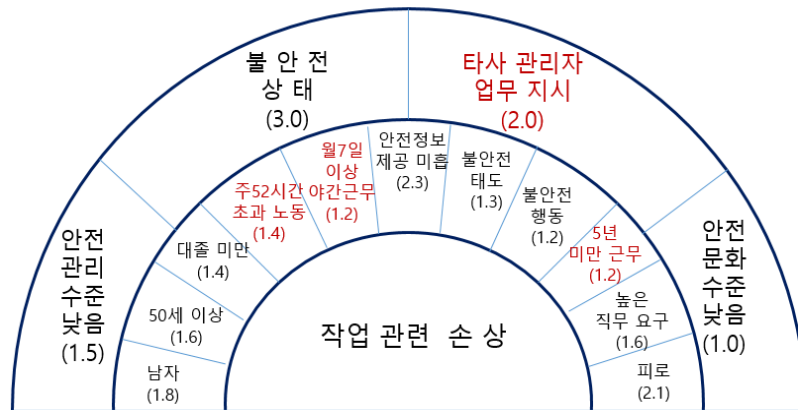 불 안 전
상 태
(3.0)
타사 관리자
업무 지시
(2.0)
안전
관리
수준
낮음
(1.5)
안전
문화
수준
낮음
(1.0)
남자
(1.8)
50세 이상
(1.6)
대졸 미만
(1.4)
주52시간
초과 노동
(1.4)
월7일
이상
야간근무
(1.2)
안전정보
제공 미흡
(2.3)
불안전
태도
(1.3)
불안전
행동
(1.2)
5년
미만 근무
(1.2)
높은
직무 요구
(1.6)
피로
(2.1)
작업 관련 손 상